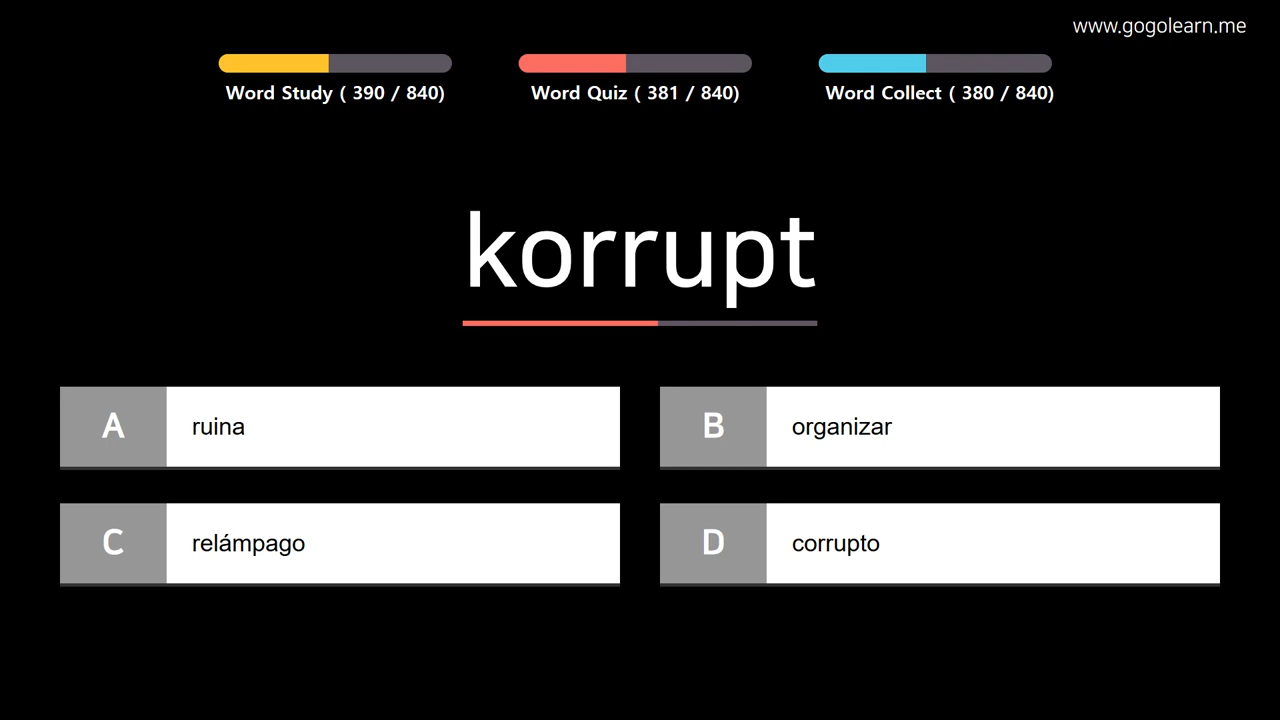 www.gogolearn.me
Word Study ( 390 / 840)
Word Quiz ( 381 / 840)
Word Collect ( 380 / 840)
korrupt
A ruina
B organizar
C relámpago
D corrupto